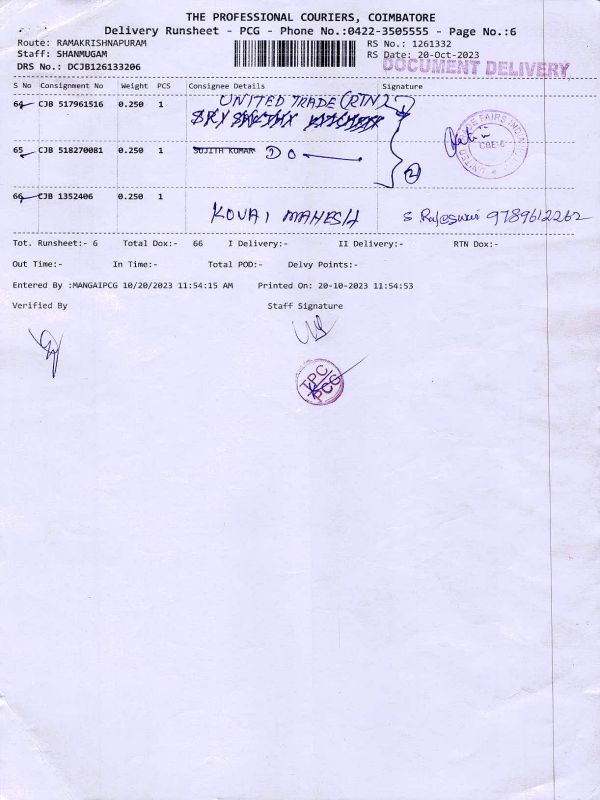 THE PROFESSIONAL COURIERS, COIMBATORE
Delivery Runsheet - PCG - Phone No.:0422-3505555 - Page No.:6
Route: RAMAKRISHNAPURAM
RS No.: 1261332
Staff: SHANMUGAM
RS Date: 20-Oct-2023
DRS No.: DCJB126133206
DOCUMENT DELIVERY
S No Consignment No Weight PCS Consignee Details Signature
UNITED TRADE (RTN)
64 CJB 517961516 0.250 1
65 CJB 518270081 0.250 1 SUJITH KUMAR DO
2
66 CJB 1352406 0.250 1
KOVAI MAHESH S 9789612262
Tot. Runsheet:- 6 Total Dox:- 66 I Delivery:- II Delivery:- RTN Dox:-
Out Time:- In Time:- Total POD:- Delvy Points:-
Entered By :MANGAIPCG 10/20/2023 11:54:15 AM Printed On: 20-10-2023 11:54:53
Verified By Staff Signature
TPC
PCG